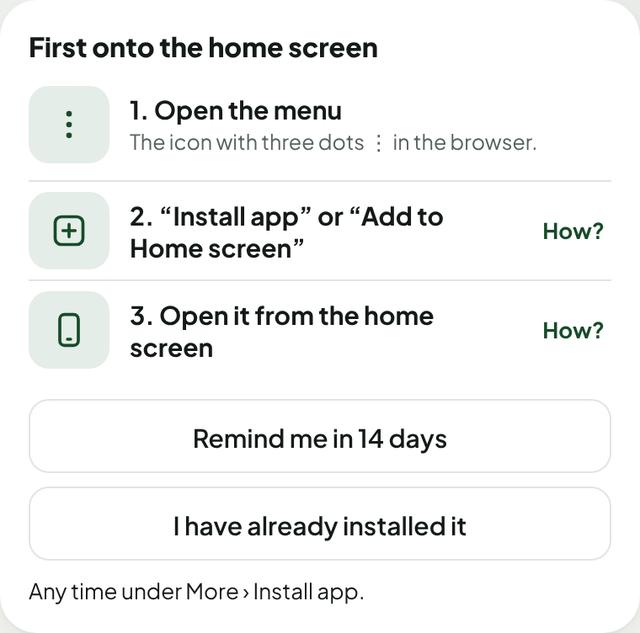 First onto the home screen
1. Open the menu
The icon with three dots ⋮ in the browser.
2. “Install app” or “Add to
Home screen”
How?
3. Open it from the home
screen
How?
Remind me in 14 days
I have already installed it
Any time under More › Install app.